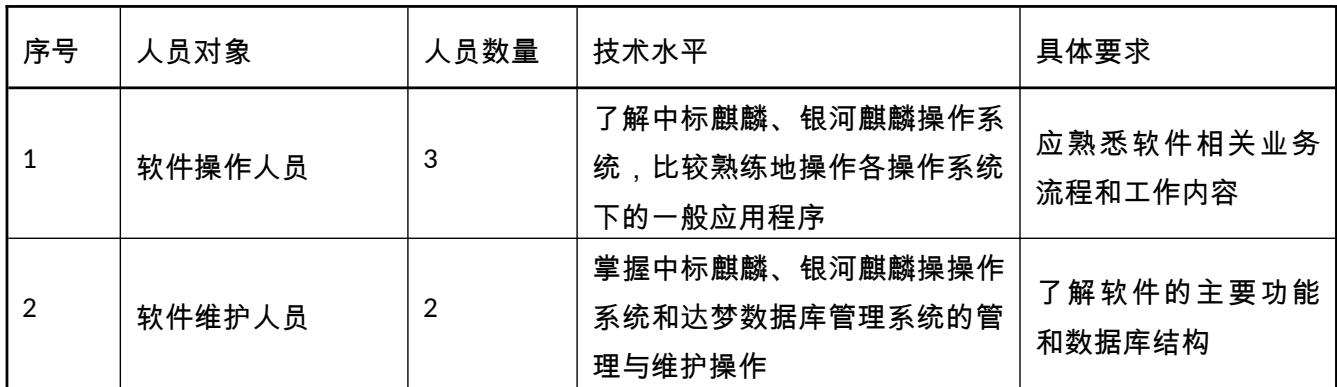 序号 人员对象 人员数量 技术水平 具体要求
1 软件操作人员 3
了解中标麒麟、银河麒麟操作系
统，比较熟练地操作各操作系统
下的一般应用程序
应熟悉软件相关业务
流程和工作内容
2 软件维护人员 2
掌握中标麒麟、银河麒麟操操作
系统和达梦数据库管理系统的管
理与维护操作
了解软件的主要功能
和数据库结构